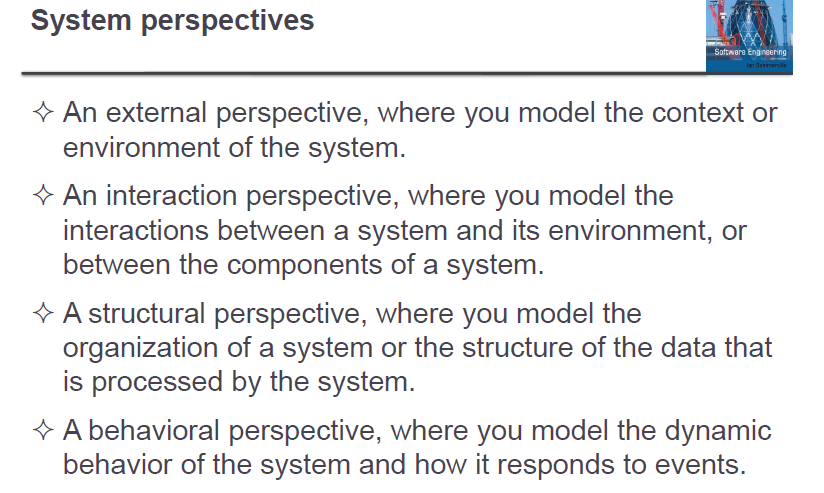 System perspectives
Software Engineering
Ian Sommerville
✧ An external perspective, where you model the context or
environment of the system.
✧ An interaction perspective, where you model the
interactions between a system and its environment, or
between the components of a system.
✧ A structural perspective, where you model the
organization of a system or the structure of the data that
is processed by the system.
✧ A behavioral perspective, where you model the dynamic
behavior of the system and how it responds to events.